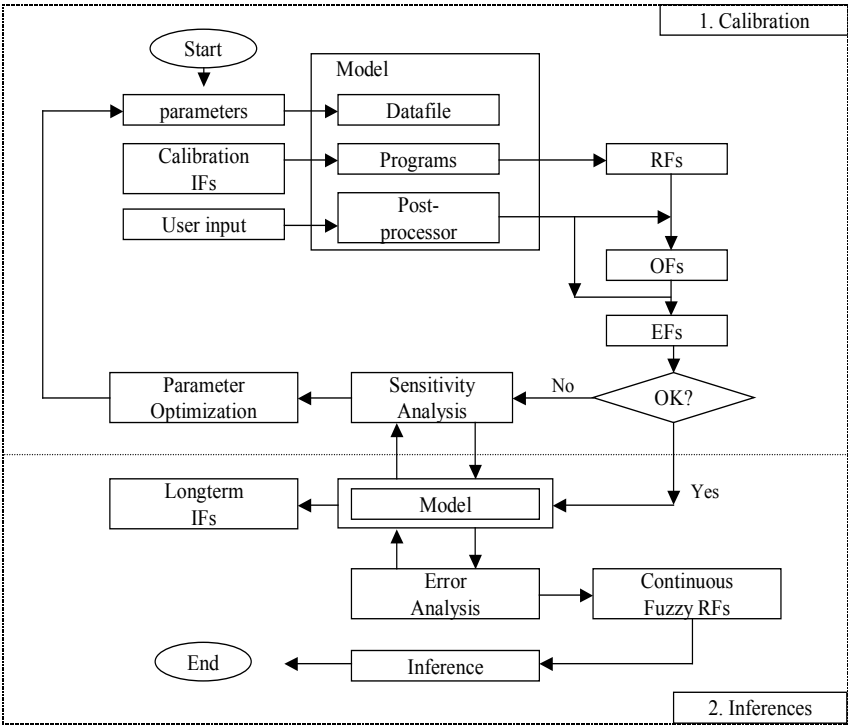 1. Calibration
Start
Model
parameters
Datafile
Calibration
IFs
Programs
RFs
User input
Post-
processor
OFs
EFs
Parameter
Optimization
Sensitivity
Analysis
No
OK?
Yes
Longterm
IFs
Model
Error
Analysis
Continuous
Fuzzy RFs
End
Inference
2. Inferences